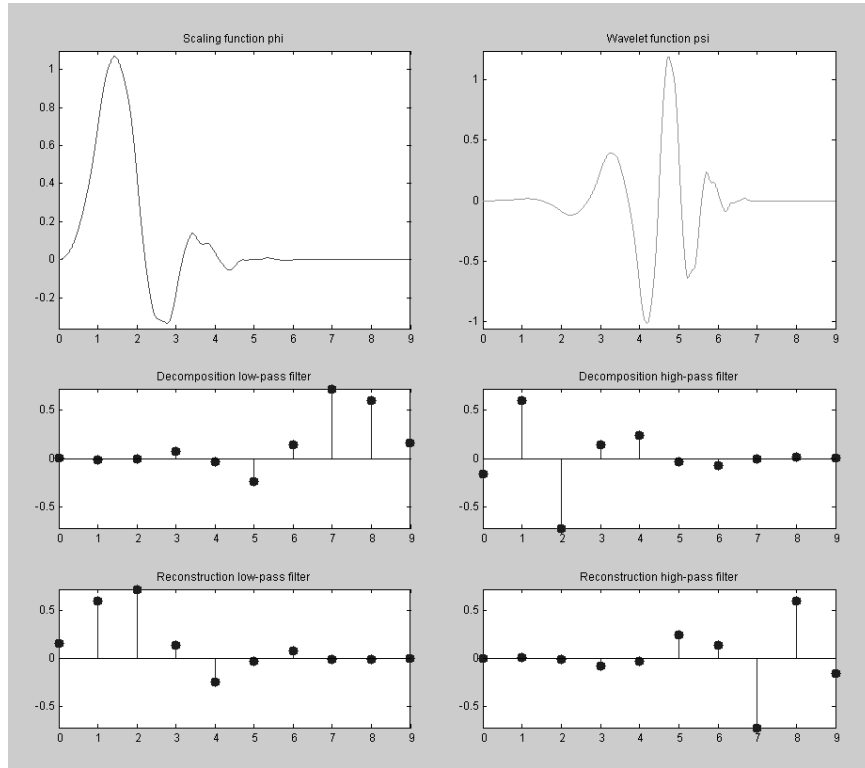 Scaling function phi
1
0.8
0.6
0.4
0.2
0
-0.2
0 1 2 3 4 5 6 7 8 9
Wavelet function psi
1
0.5
0
-0.5
-1
0 1 2 3 4 5 6 7 8 9
Decomposition low-pass filter
0.5
0
-0.5
0 1 2 3 4 5 6 7 8 9
Decomposition high-pass filter
0.5
0
-0.5
0 1 2 3 4 5 6 7 8 9
Reconstruction low-pass filter
0.5
0
-0.5
0 1 2 3 4 5 6 7 8 9
Reconstruction high-pass filter
0.5
0
-0.5
0 1 2 3 4 5 6 7 8 9